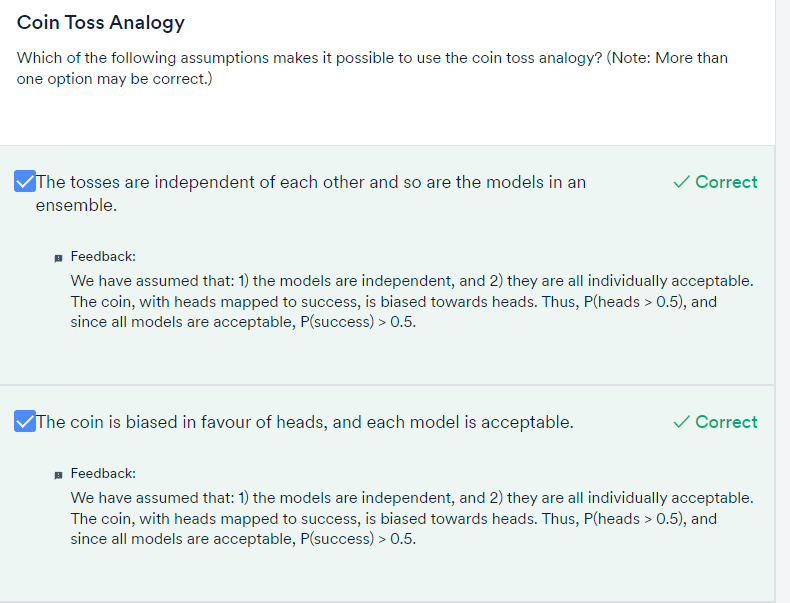 Coin Toss Analogy
Which of the following assumptions makes it possible to use the coin toss analogy? (Note: More than
one option may be correct.)
The tosses are independent of each other and so are the models in an
ensemble.
Correct
Feedback:
We have assumed that: 1) the models are independent, and 2) they are all individually acceptable.
The coin, with heads mapped to success, is biased towards heads. Thus, P(heads > 0.5), and
since all models are acceptable, P(success) > 0.5.
The coin is biased in favour of heads, and each model is acceptable.
Correct
Feedback:
We have assumed that: 1) the models are independent, and 2) they are all individually acceptable.
The coin, with heads mapped to success, is biased towards heads. Thus, P(heads > 0.5), and
since all models are acceptable, P(success) > 0.5.